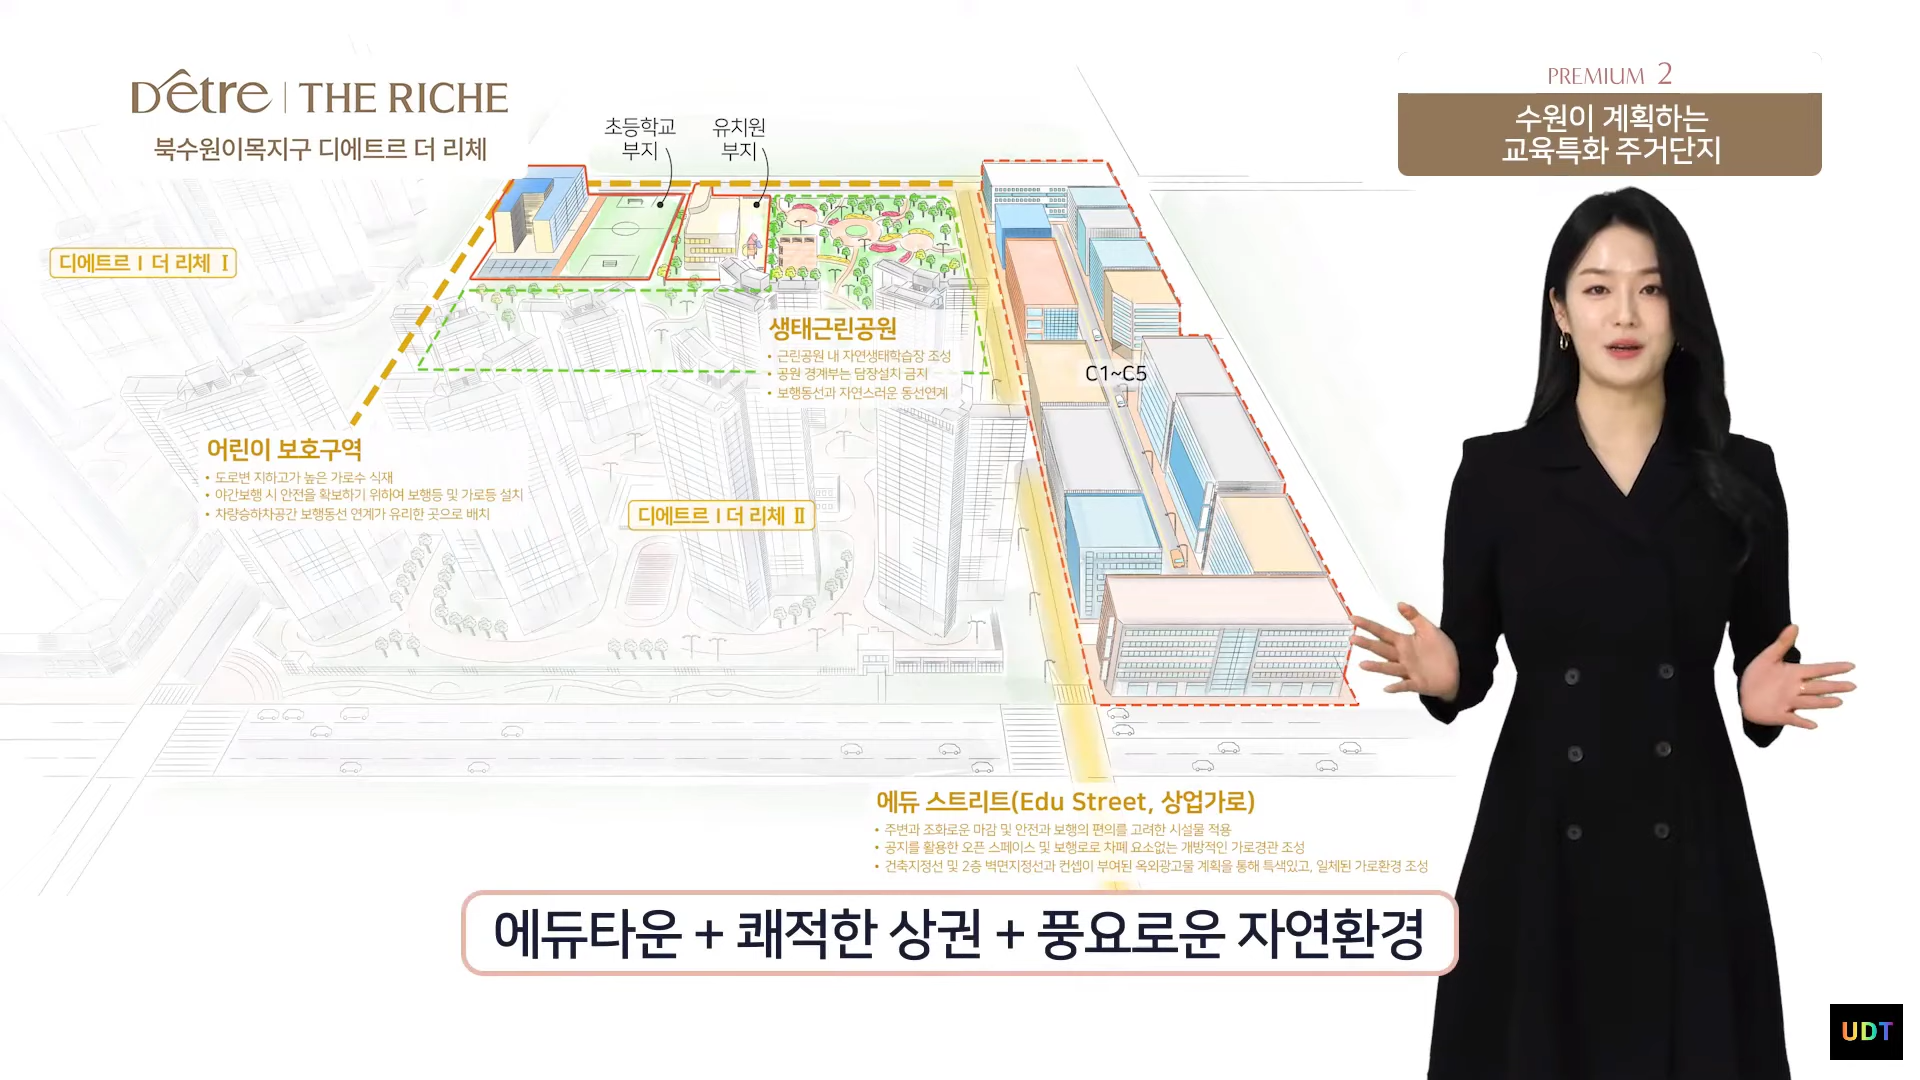 D'être | THE RICHE
북수원이목지구 디에트르 더 리체
PREMIUM 2
수원이 계획하는
교육특화 주거단지
초등학교
부지
유치원
부지
디에트르 | 더 리체 Ⅰ
생태근린공원
• 근린공원 내 자연생태학습장 조성
• 공원 경계부는 담장설치 금지
• 보행동선과 자연스러운 동선연계
C1~C5
어린이 보호구역
• 도로변 지하고가 높은 가로수 식재
• 야간보행 시 안전을 확보하기 위하여 보행등 및 가로등 설치
• 차량승하차공간 보행동선 연계가 유리한 곳으로 배치
디에트르 | 더 리체 Ⅱ
에듀 스트리트(Edu Street, 상업가로)
• 주변과 조화로운 마감 및 안전과 보행의 편의를 고려한 시설물 적용
• 공지를 활용한 오픈 스페이스 및 보행로로 차폐 요소없는 개방적인 가로경관 조성
• 건축지정선 및 2층 벽면지정선과 컨셉이 부여된 옥외광고물 계획을 통해 특색있고, 일체된 가로환경 조성
에듀타운 + 쾌적한 상권 + 풍요로운 자연환경
UDT